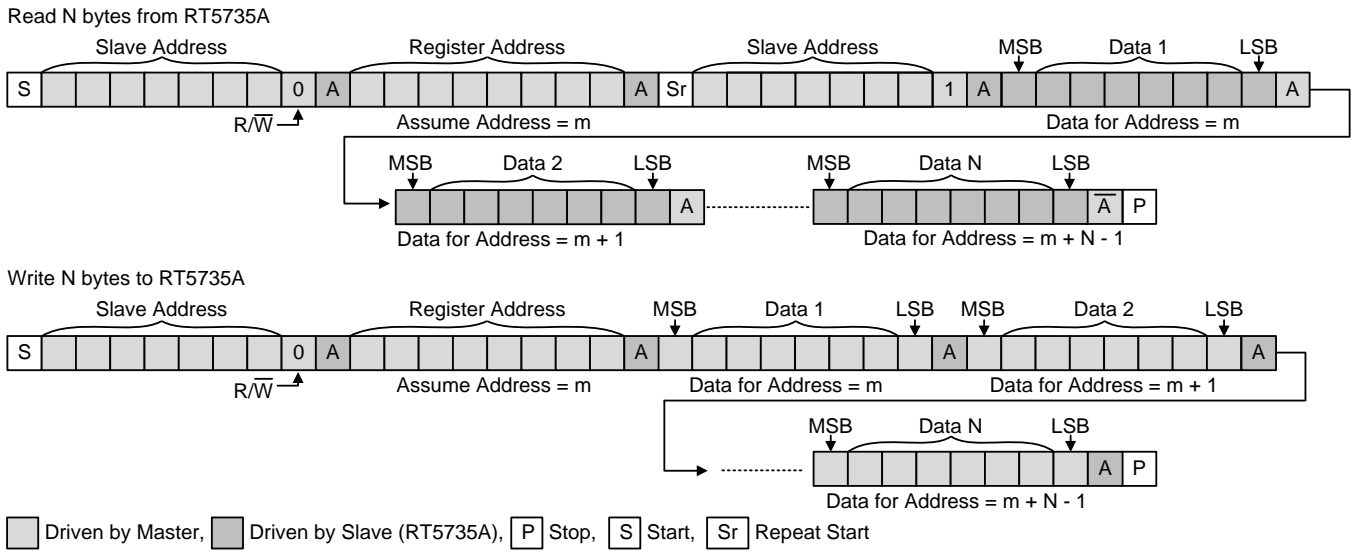 Read N bytes from RT5735A
Slave Address Register Address Slave Address MSB Data 1 LSB
S 0 A A Sr 1 A A
R/W̅ Assume Address = m Data for Address = m
MSB Data 2 LSB MSB Data N LSB
A A̅ P
Data for Address = m + 1 Data for Address = m + N - 1
Write N bytes to RT5735A
Slave Address Register Address MSB Data 1 LSB MSB Data 2 LSB
S 0 A A A A
R/W̅ Assume Address = m Data for Address = m Data for Address = m + 1
MSB Data N LSB
A P
Data for Address = m + N - 1
Driven by Master, Driven by Slave (RT5735A), P Stop, S Start, Sr Repeat Start